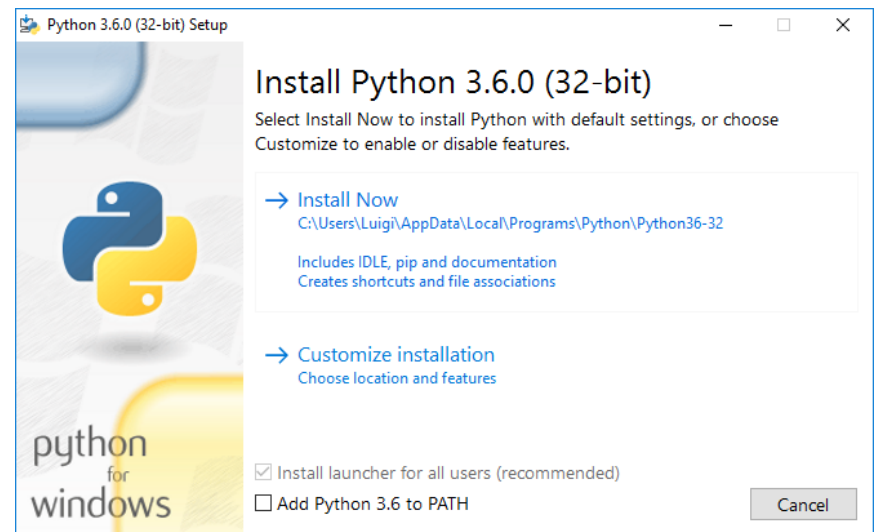 Python 3.6.0 (32-bit) Setup
Install Python 3.6.0 (32-bit)
Select Install Now to install Python with default settings, or choose
Customize to enable or disable features.
Install Now
C:\Users\Luigi\AppData\Local\Programs\Python\Python36-32
Includes IDLE, pip and documentation
Creates shortcuts and file associations
Customize installation
Choose location and features
python
for
windows
Install launcher for all users (recommended)
Add Python 3.6 to PATH
Cancel